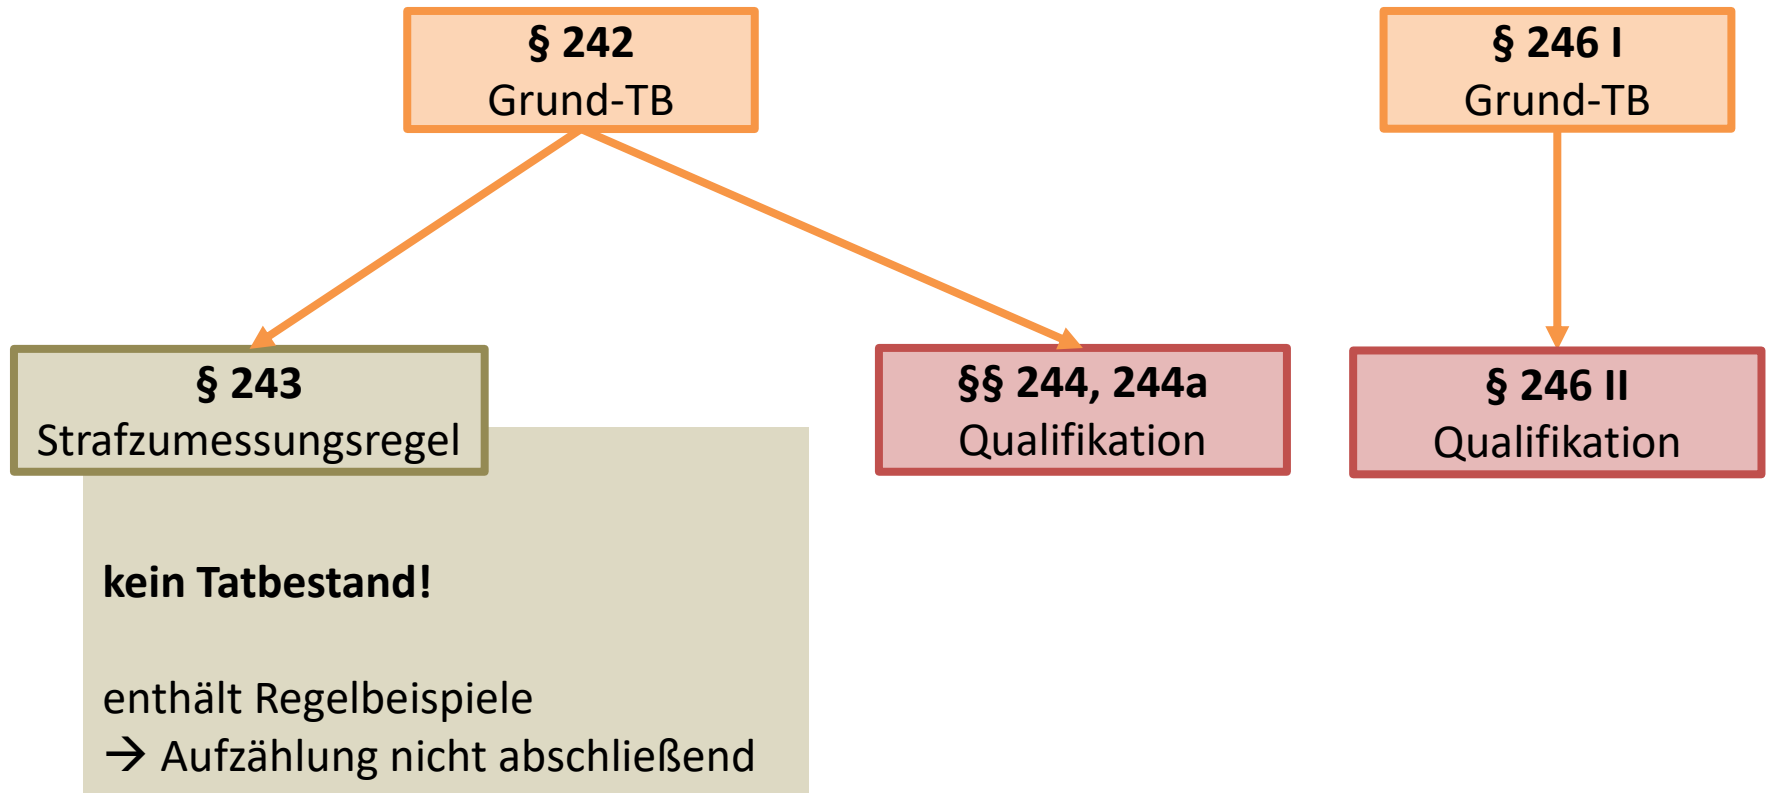 § 242
Grund-TB
§ 246 I
Grund-TB
§ 243
Strafzumessungsregel
§§ 244, 244a
Qualifikation
§ 246 II
Qualifikation
kein Tatbestand!
enthält Regelbeispiele
→ Aufzählung nicht abschließend